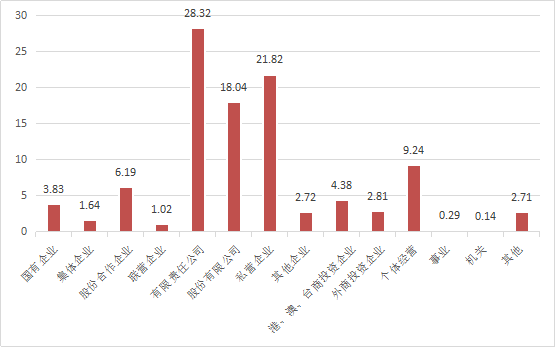 30
25
20
15
10
5
0
3.83
1.64
6.19
1.02
28.32
18.04
21.82
2.72
4.38
2.81
9.24
0.29
0.14
2.71
国有企业
集体企业
股份合作企业
联营企业
有限责任公司
股份有限公司
私营企业
其他企业
港、澳、台商投资企业
外商投资企业
个体经营
事业
机关
其他